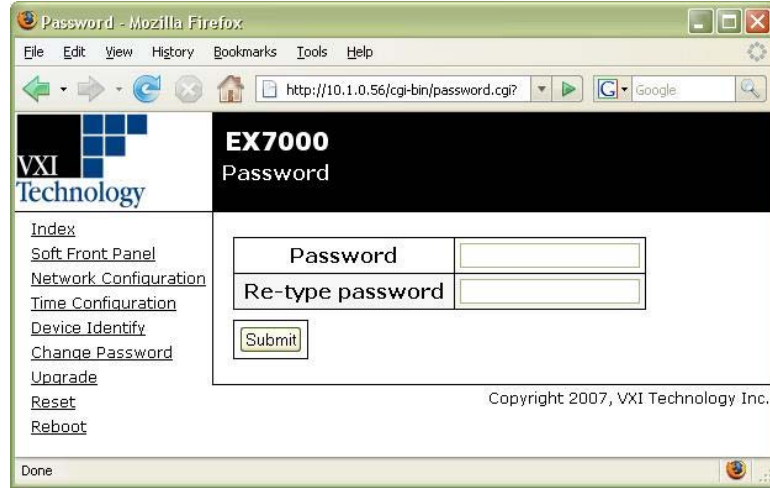 Password - Mozilla Firefox
File Edit View History Bookmarks Tools Help
http://10.1.0.56/cgi-bin/password.cgi? G Google
VXI
Technology
EX7000
Password
Index
Soft Front Panel
Network Configuration
Time Configuration
Device Identify
Change Password
Upgrade
Reset
Reboot
Password
Re-type password
Submit
Copyright 2007, VXI Technology Inc.
Done